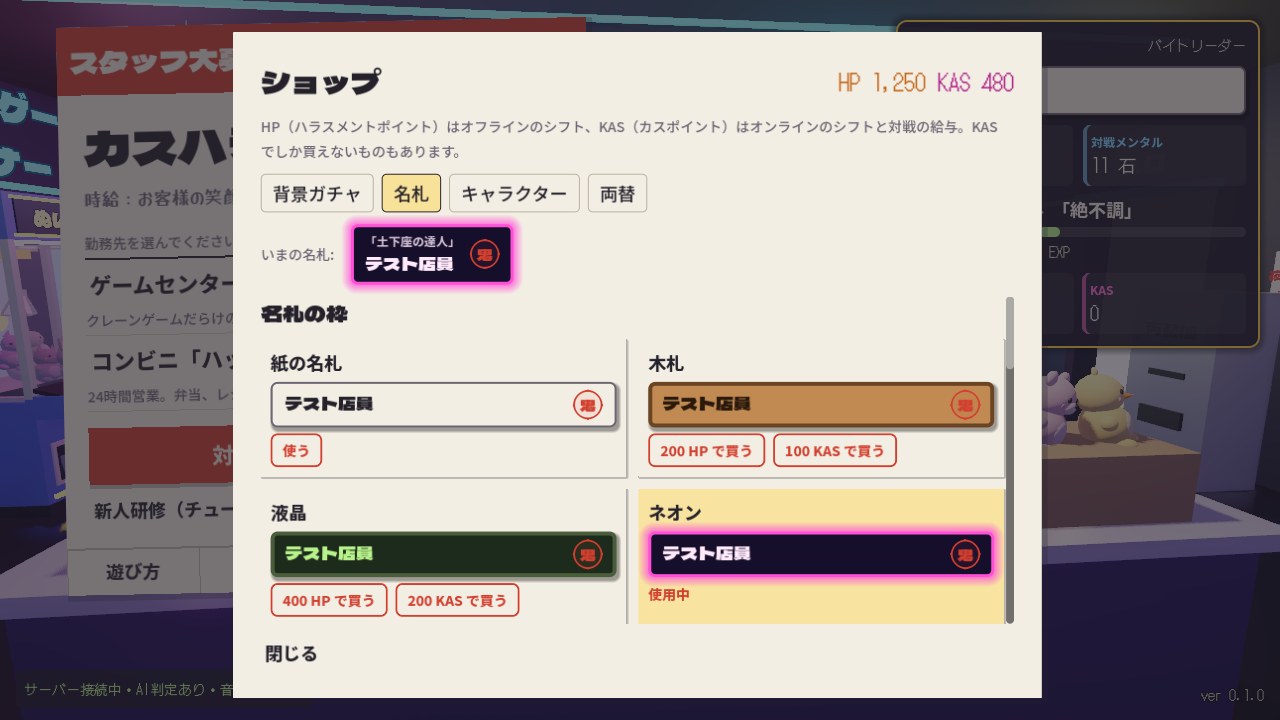 スタッフ大
カスハ
時給：お客様の笑
勤務先を選んでください
ゲームセンター
クレーンゲームだらけの
コンビニ「ハッ
24時間営業。弁当、レ
対
新人研修（チュー
遊び方
サーバー接続中・AI判定あり・音
ショップ
HP 1,250 KAS 480
HP（ハラスメントポイント）はオフラインのシフト、KAS（カスポイント）はオンラインのシフトと対戦の給与。KAS
でしか買えないものもあります。
背景ガチャ 名札 キャラクター 両替
いまの名札:
「土下座の達人」
テスト店員
名札の枠
紙の名札
テスト店員
使う
木札
テスト店員
200 HP で買う 100 KAS で買う
液晶
テスト店員
400 HP で買う 200 KAS で買う
ネオン
テスト店員
使用中
閉じる
バイトリーダー
対戦メンタル
11 石
「絶不調」
EXP
KAS
0
ver 0.1.0